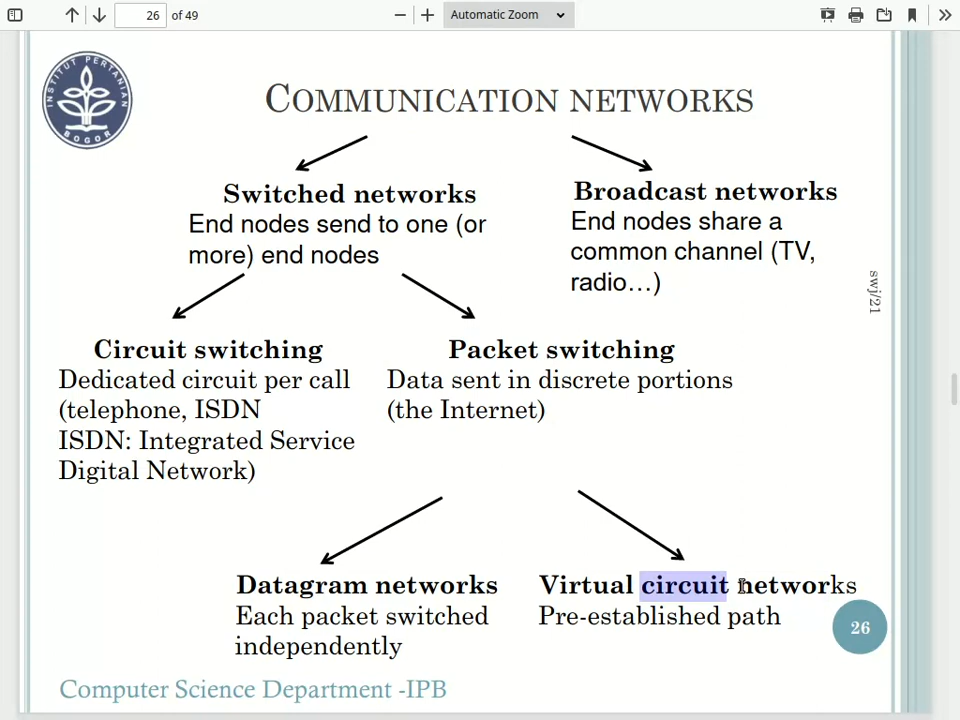 26 of 49
Automatic Zoom
INSTITUT PERTANIAN
BOGOR
COMMUNICATION NETWORKS
Switched networks
End nodes send to one (or
more) end nodes
Broadcast networks
End nodes share a
common channel (TV,
radio…)
swj/21
Circuit switching
Dedicated circuit per call
(telephone, ISDN
ISDN: Integrated Service
Digital Network)
Packet switching
Data sent in discrete portions
(the Internet)
Datagram networks
Each packet switched
independently
Virtual circuit networks
Pre-established path
26
Computer Science Department -IPB